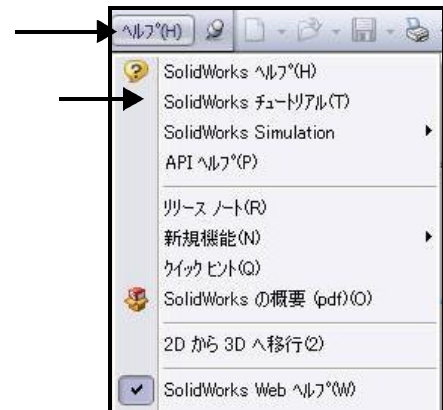 ヘルプ(H)
SolidWorks ヘルプ(H)
SolidWorks チュートリアル(T)
SolidWorks Simulation
API ヘルプ(P)
リリース ノート(R)
新規機能(N)
クイック ヒント(Q)
SolidWorks の概要 (pdf)(O)
2D から 3D へ移行(2)
SolidWorks Web ヘルプ(W)